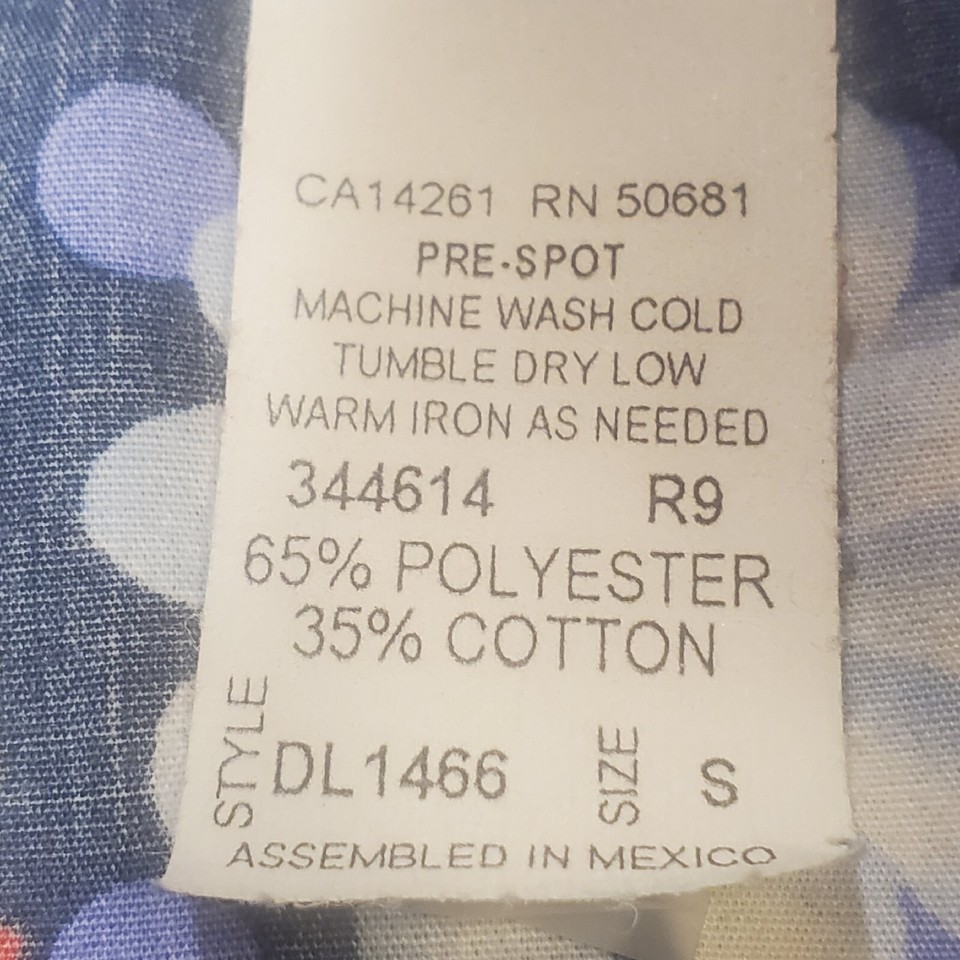 CA14261 RN 50681
PRE-SPOT
MACHINE WASH COLD
TUMBLE DRY LOW
WARM IRON AS NEEDED
344614 R9
65% POLYESTER
35% COTTON
STYLE DL1466 SIZE S
ASSEMBLED IN MEXICO